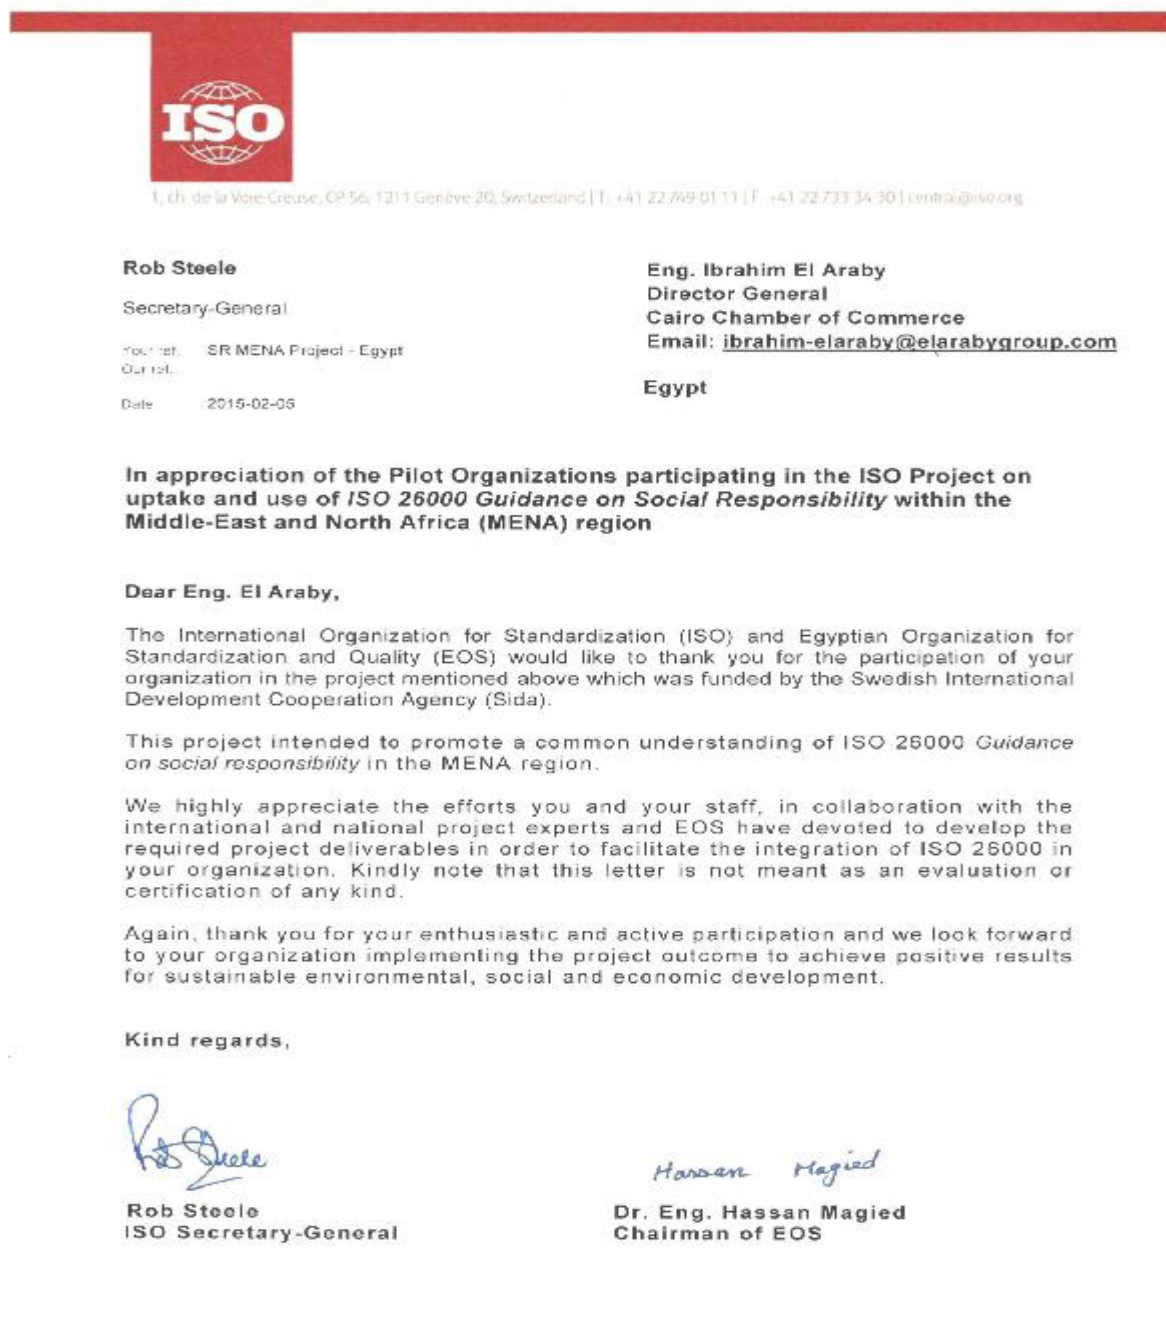 ISO
1, ch. de la Voie-Creuse, CP 56, 1211 Genève 20, Switzerland | T: +41 22 749 01 11 | F: +41 22 733 34 30 | central@iso.org
Rob Steele
Secretary-General
Your ref. SR MENA Project - Egypt
Our ref.
Date 2015-02-05
Eng. Ibrahim El Araby
Director General
Cairo Chamber of Commerce
Email: ibrahim-elaraby@elarabygroup.com
Egypt
In appreciation of the Pilot Organizations participating in the ISO Project on
uptake and use of ISO 26000 Guidance on Social Responsibility within the
Middle-East and North Africa (MENA) region
Dear Eng. El Araby,
The International Organization for Standardization (ISO) and Egyptian Organization for
Standardization and Quality (EOS) would like to thank you for the participation of your
organization in the project mentioned above which was funded by the Swedish International
Development Cooperation Agency (Sida).
This project intended to promote a common understanding of ISO 26000 Guidance
on social responsibility in the MENA region.
We highly appreciate the efforts you and your staff, in collaboration with the
international and national project experts and EOS have devoted to develop the
required project deliverables in order to facilitate the integration of ISO 26000 in
your organization. Kindly note that this letter is not meant as an evaluation or
certification of any kind.
Again, thank you for your enthusiastic and active participation and we look forward
to your organization implementing the project outcome to achieve positive results
for sustainable environmental, social and economic development.
Kind regards,
Rob Steele
Rob Steele
ISO Secretary-General
Hassan Magied
Dr. Eng. Hassan Magied
Chairman of EOS